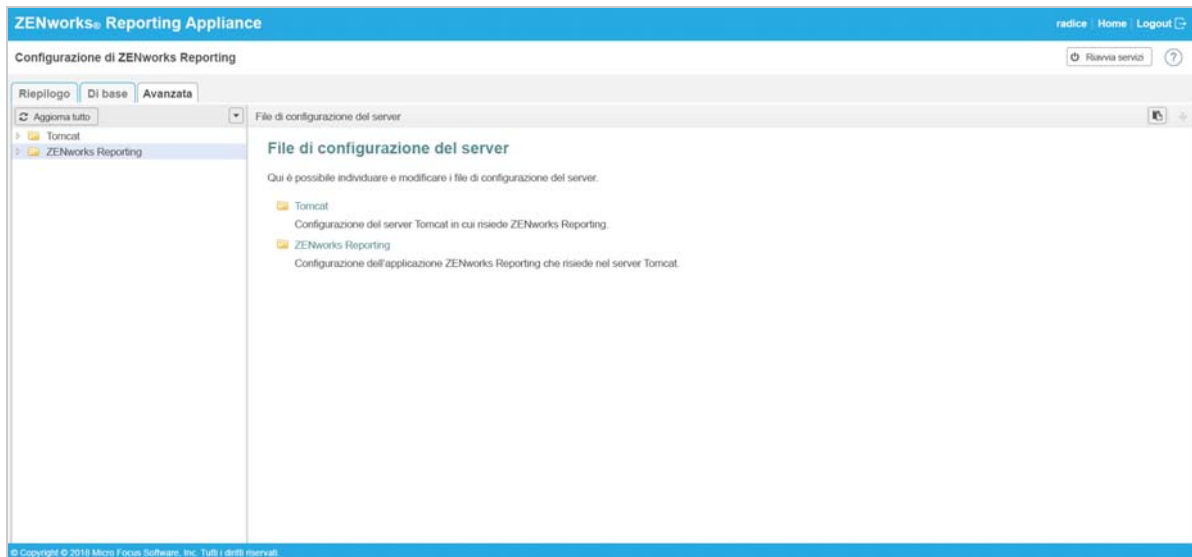 ZENworks® Reporting Appliance
radice Home Logout
Configurazione di ZENworks Reporting
Riavvia servizi ?
Riepilogo Di base Avanzata
Aggiorna tutto
File di configurazione del server
Tomcat
ZENworks Reporting
File di configurazione del server
Qui è possibile individuare e modificare i file di configurazione del server.
Tomcat
Configurazione del server Tomcat in cui risiede ZENworks Reporting.
ZENworks Reporting
Configurazione dell'applicazione ZENworks Reporting che risiede nel server Tomcat.
© Copyright © 2018 Micro Focus Software, Inc. Tutti i diritti riservati.